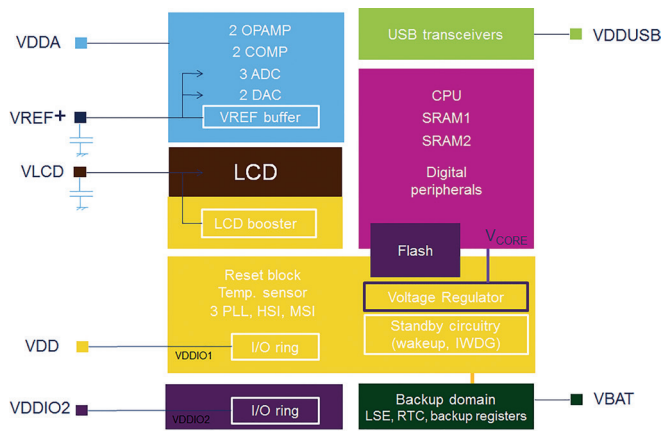 VDDA
2 OPAMP
2 COMP
3 ADC
2 DAC
VREF buffer
VREF+
USB transceivers
VDDUSB
CPU
SRAM1
SRAM2
Digital
peripherals
VLCD
LCD
LCD booster
Flash
VCORE
Reset block
Temp. sensor
3 PLL, HSI, MSI
Voltage Regulator
Standby circuitry
(wakeup, IWDG)
VDD
VDDIO1
I/O ring
VDDIO2
VDDIO2
I/O ring
Backup domain
LSE, RTC, backup registers
VBAT